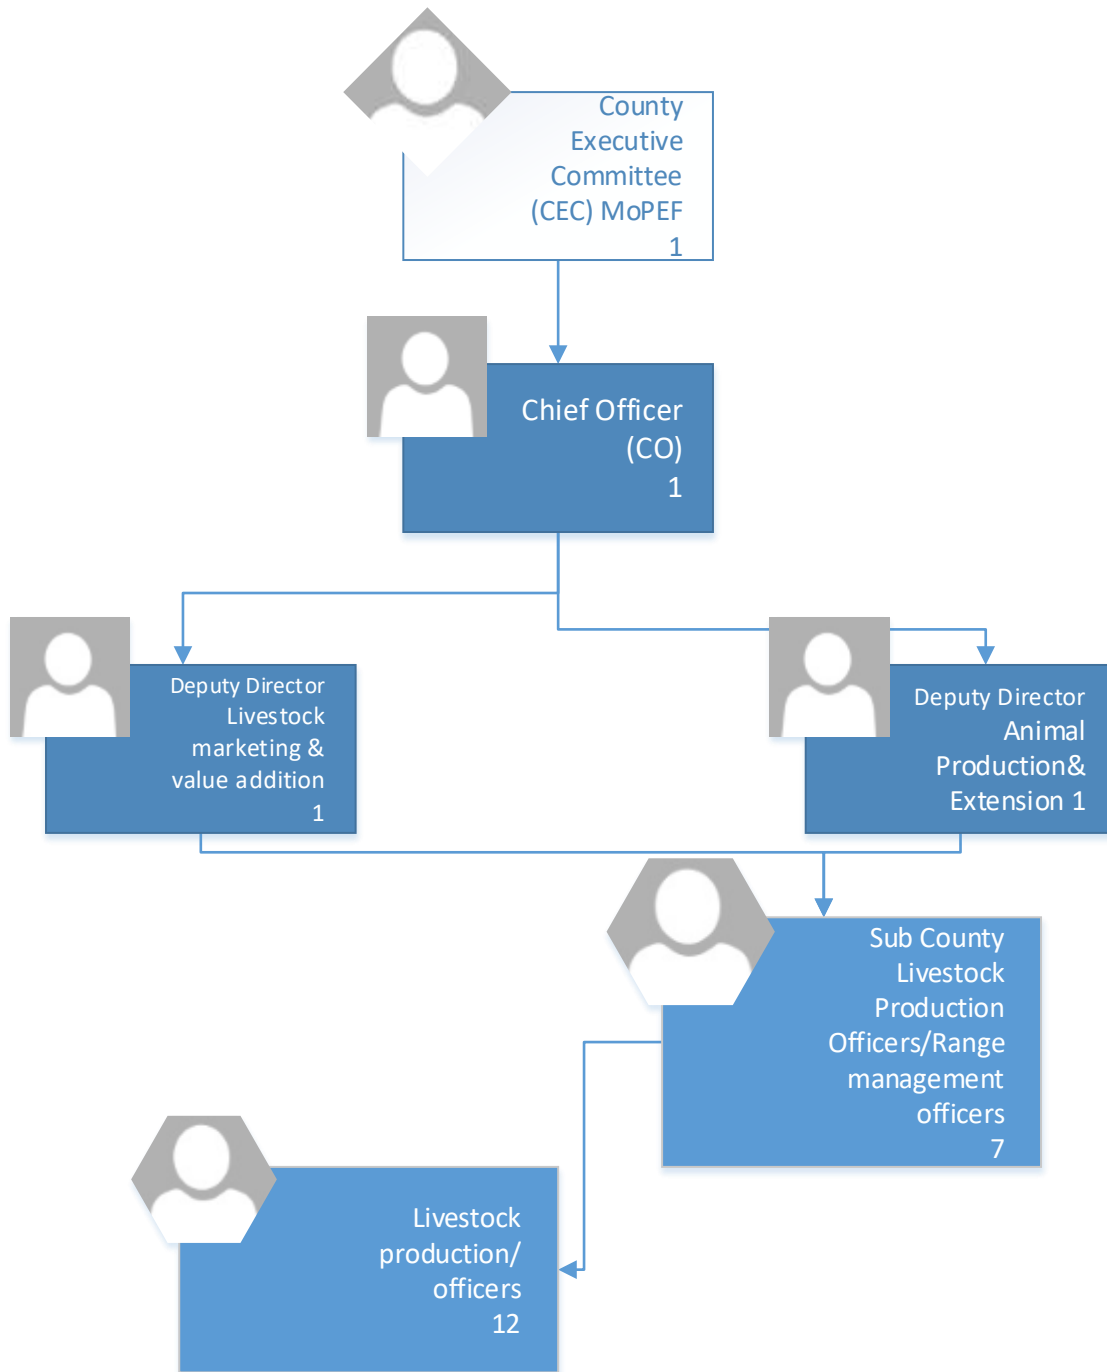 County
Executive
Committee
(CEC) MoPEF
1
Chief Officer
(CO)
1
Deputy Director
Livestock
marketing &
value addition
1
Deputy Director
Animal
Production&
Extension 1
Sub County
Livestock
Production
Officers/Range
management
officers
7
Livestock
production/
officers
12